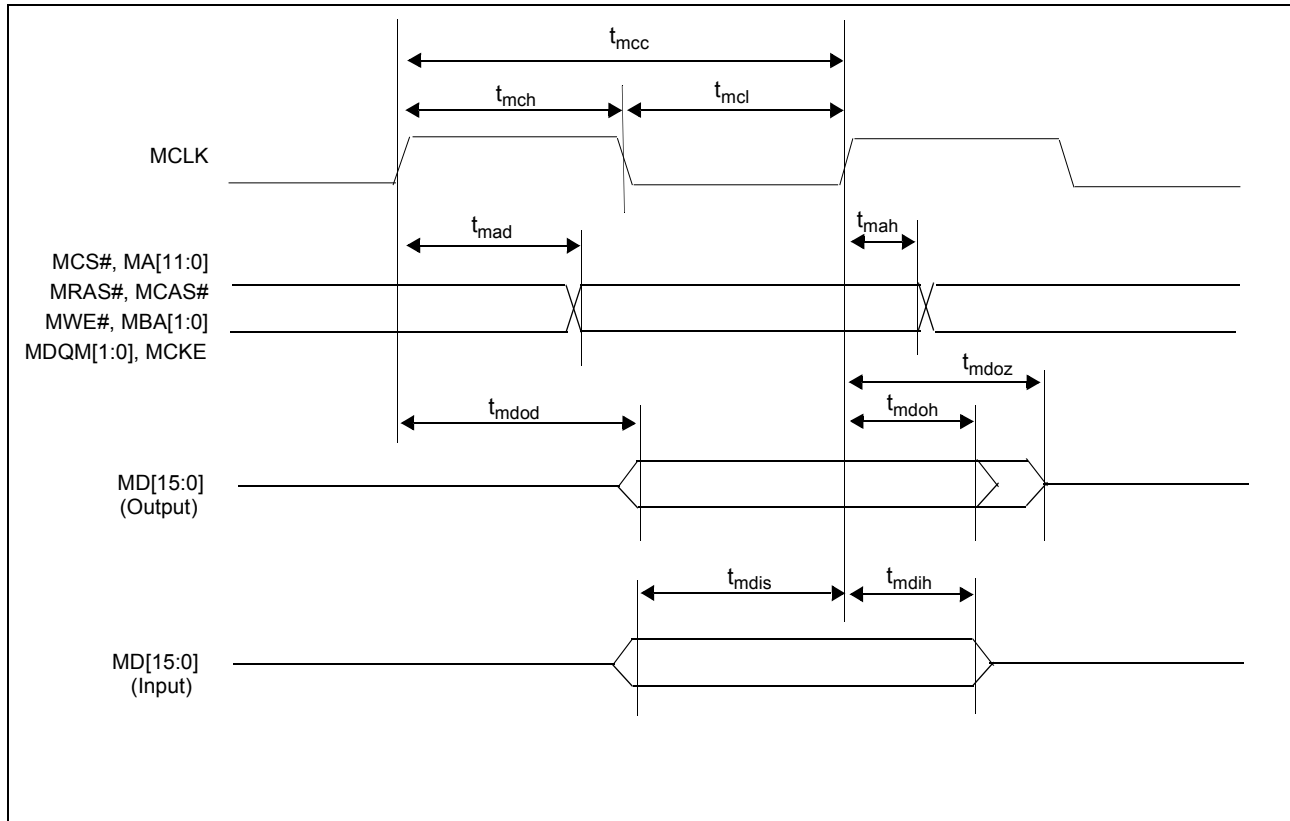 tmcc
tmch
tmcl
MCLK
tmad
tmah
MCS#, MA[11:0]
MRAS#, MCAS#
MWE#, MBA[1:0]
MDQM[1:0], MCKE
tmdoz
tmdod
tmdoh
MD[15:0]
(Output)
tmdis
tmdih
MD[15:0]
(Input)